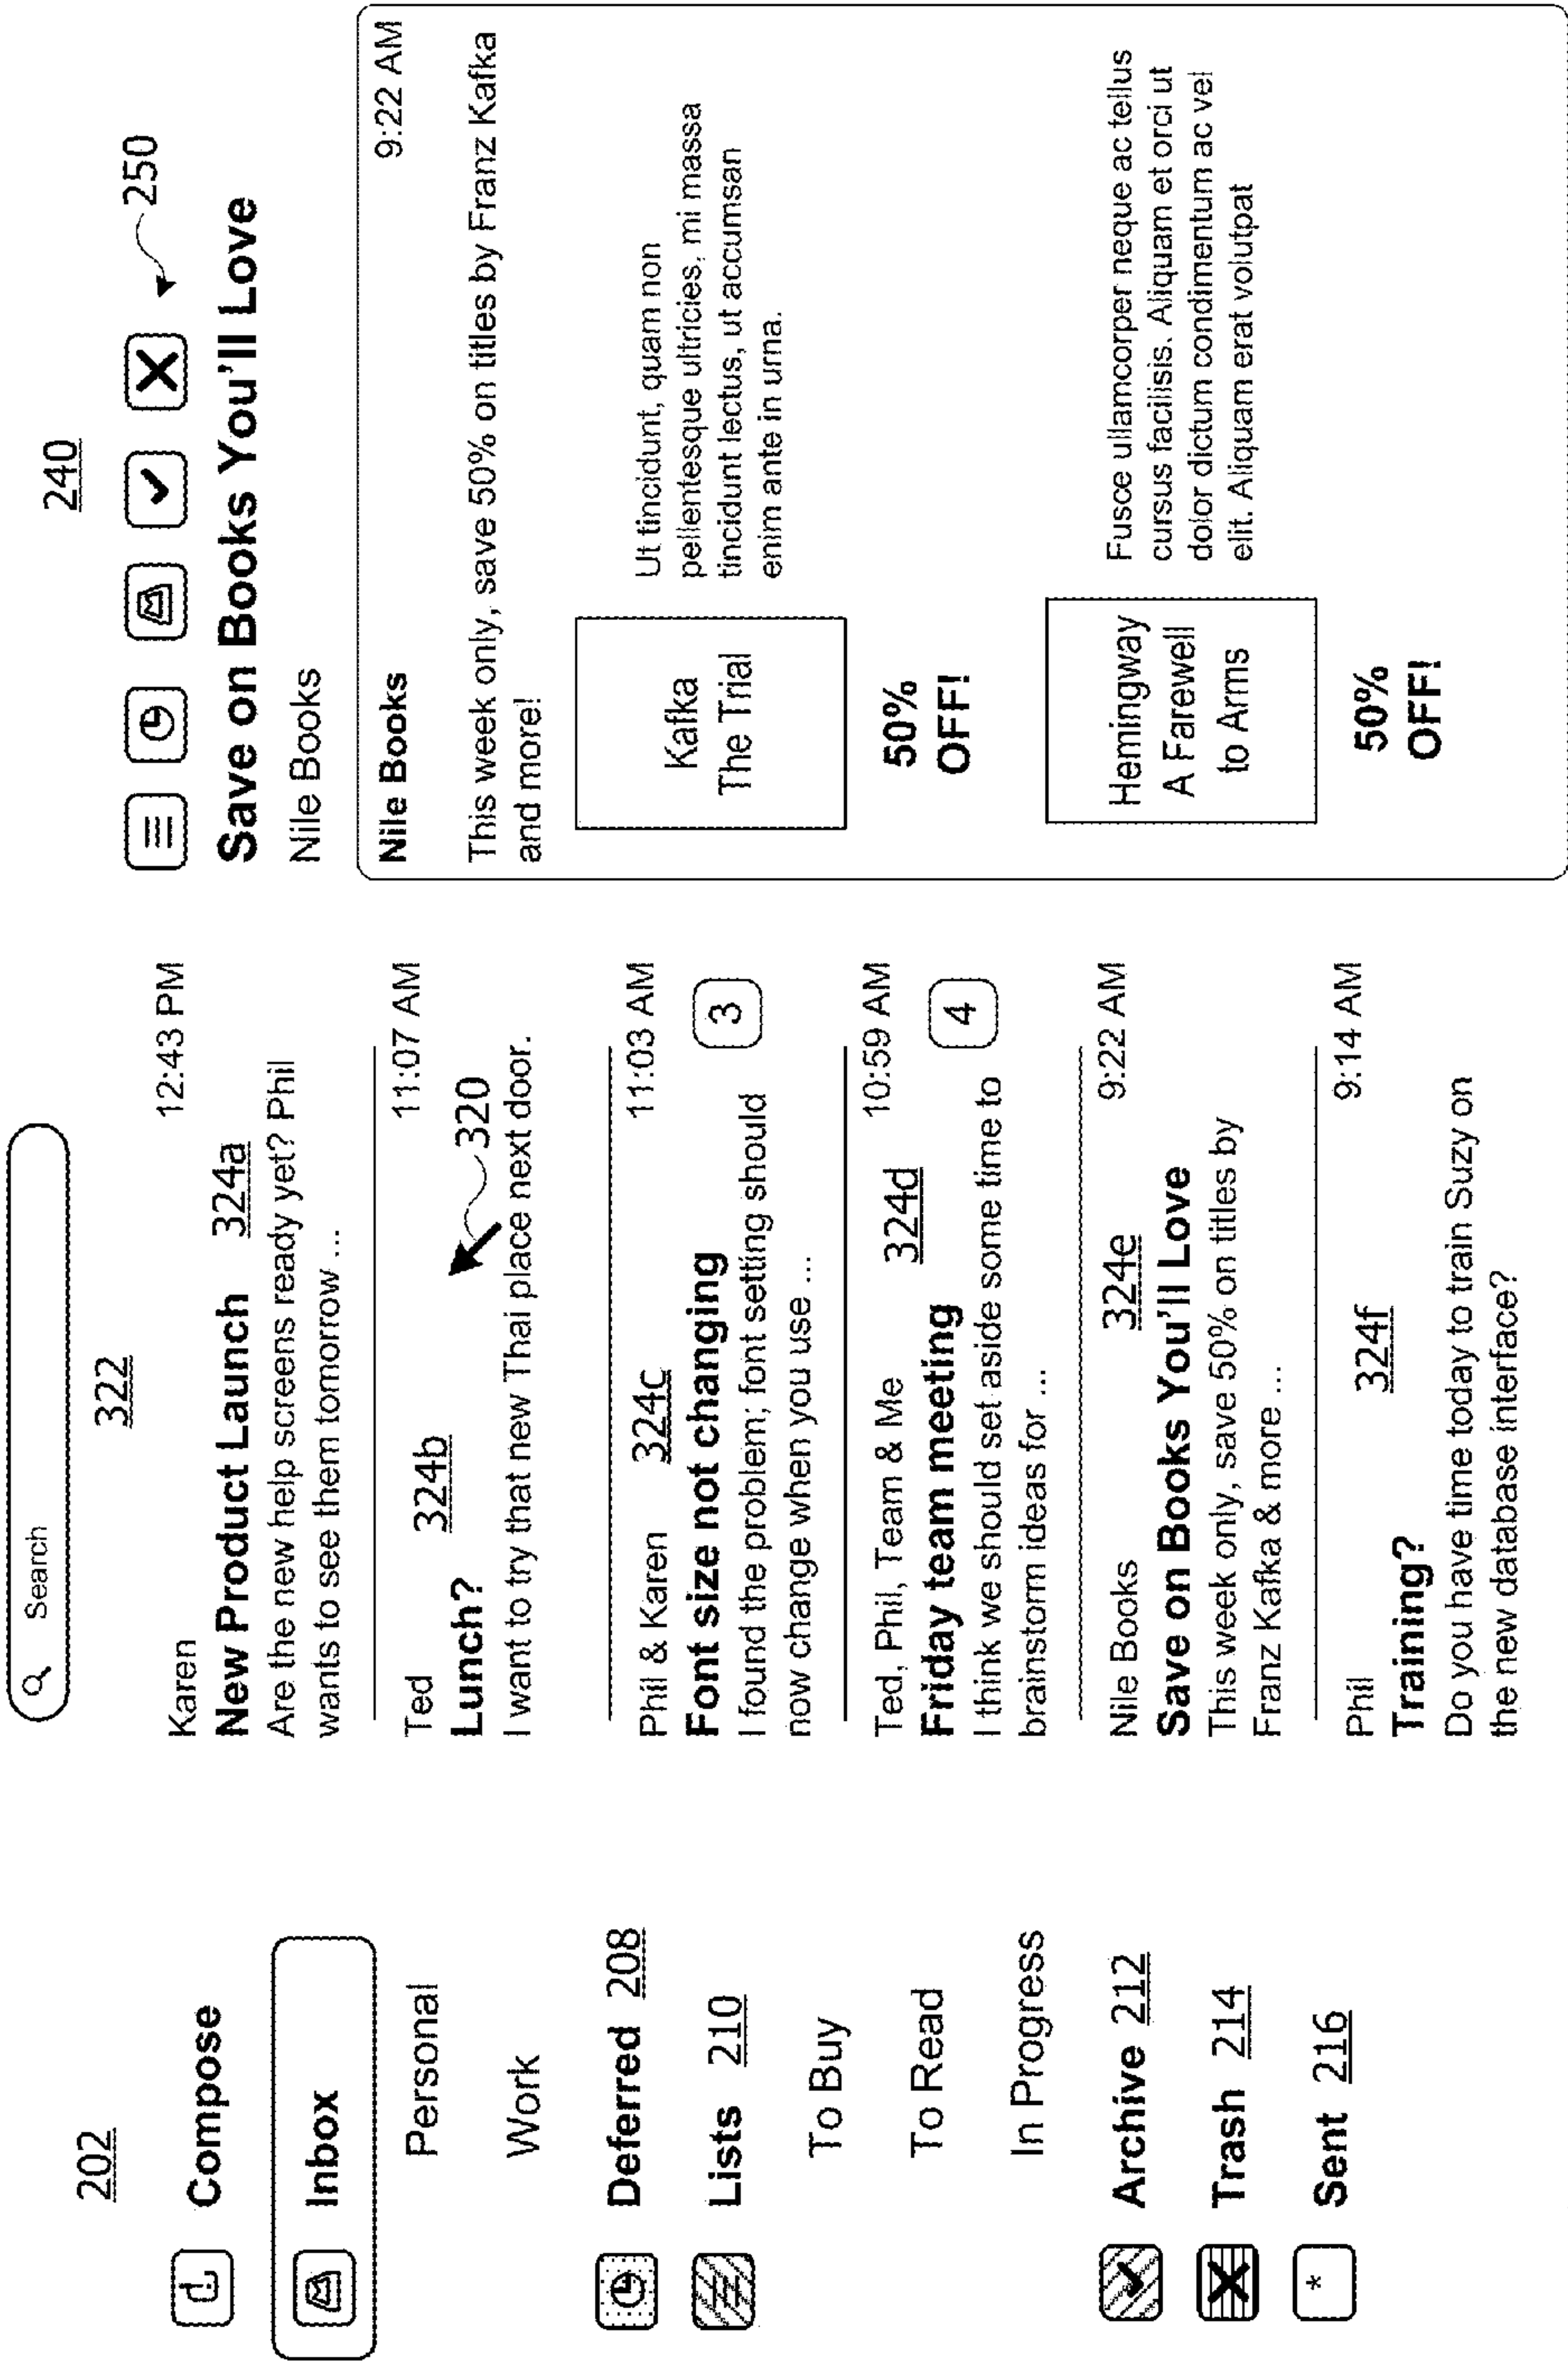 202
Compose
Inbox
Personal
Work
Deferred 208
Lists 210
To Buy
To Read
In Progress
Archive 212
Trash 214
* Sent 216
Search
322
Karen 12:43 PM
New Product Launch 324a
Are the new help screens ready yet? Phil
wants to see them tomorrow ...
Ted 324b 11:07 AM
Lunch? 320
I want to try that new Thai place next door.
Phil & Karen 324c 11:03 AM
Font size not changing 3
I found the problem; font setting should
now change when you use ...
Ted, Phil, Team & Me 324d 10:59 AM
Friday team meeting 4
I think we should set aside some time to
brainstorm ideas for ...
Nile Books 324e 9:22 AM
Save on Books You'll Love
This week only, save 50% on titles by
Franz Kafka & more ...
Phil 324f 9:14 AM
Training?
Do you have time today to train Suzy on
the new database interface?
240
250
Save on Books You'll Love
Nile Books
Nile Books 9:22 AM
This week only, save 50% on titles by Franz Kafka
and more!
Kafka
The Trial
50%
OFF!
Ut tincidunt, quam non
pellentesque ultricies, mi massa
tincidunt lectus, ut accumsan
enim ante in urna.
Hemingway
A Farewell
to Arms
50%
OFF!
Fusce ullamcorper neque ac tellus
cursus facilisis. Aliquam et orci ut
dolor dictum condimentum ac vel
elit. Aliquam erat volutpat